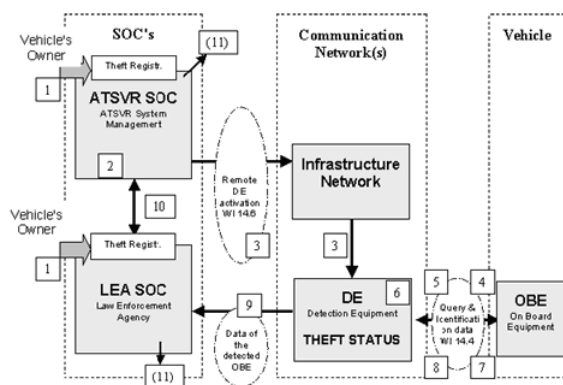 SOC's
Communication
Network(s)
Vehicle
Vehicle's
Owner
1
Theft Registr.
(11)
ATSVR SOC
ATSVR System
Management
2
Remote
DE
activation
WI 14.6
3
Infrastructure
Network
3
10
Vehicle's
Owner
1
Theft Registr.
LEA SOC
Law Enforcement
Agency
(11)
9
Data of
the
detected
OBE
6
DE
Detection Equipment
THEFT STATUS
5
4
Query &
Identificati
on data
WI 14.4
8
7
OBE
On Board
Equipment